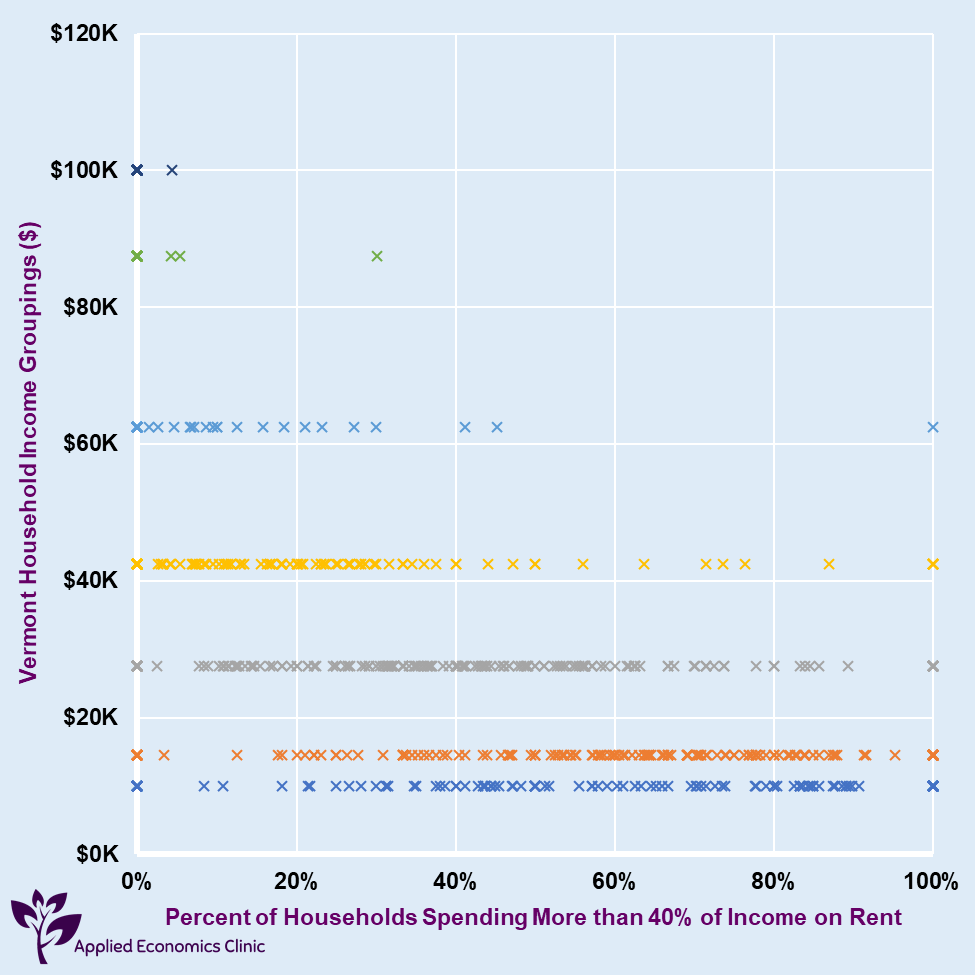 $120K
$100K
$80K
$60K
$40K
$20K
$0K
Vermont Household Income Groupings ($)
0% 20% 40% 60% 80% 100%
Percent of Households Spending More than 40% of Income on Rent
Applied Economics Clinic